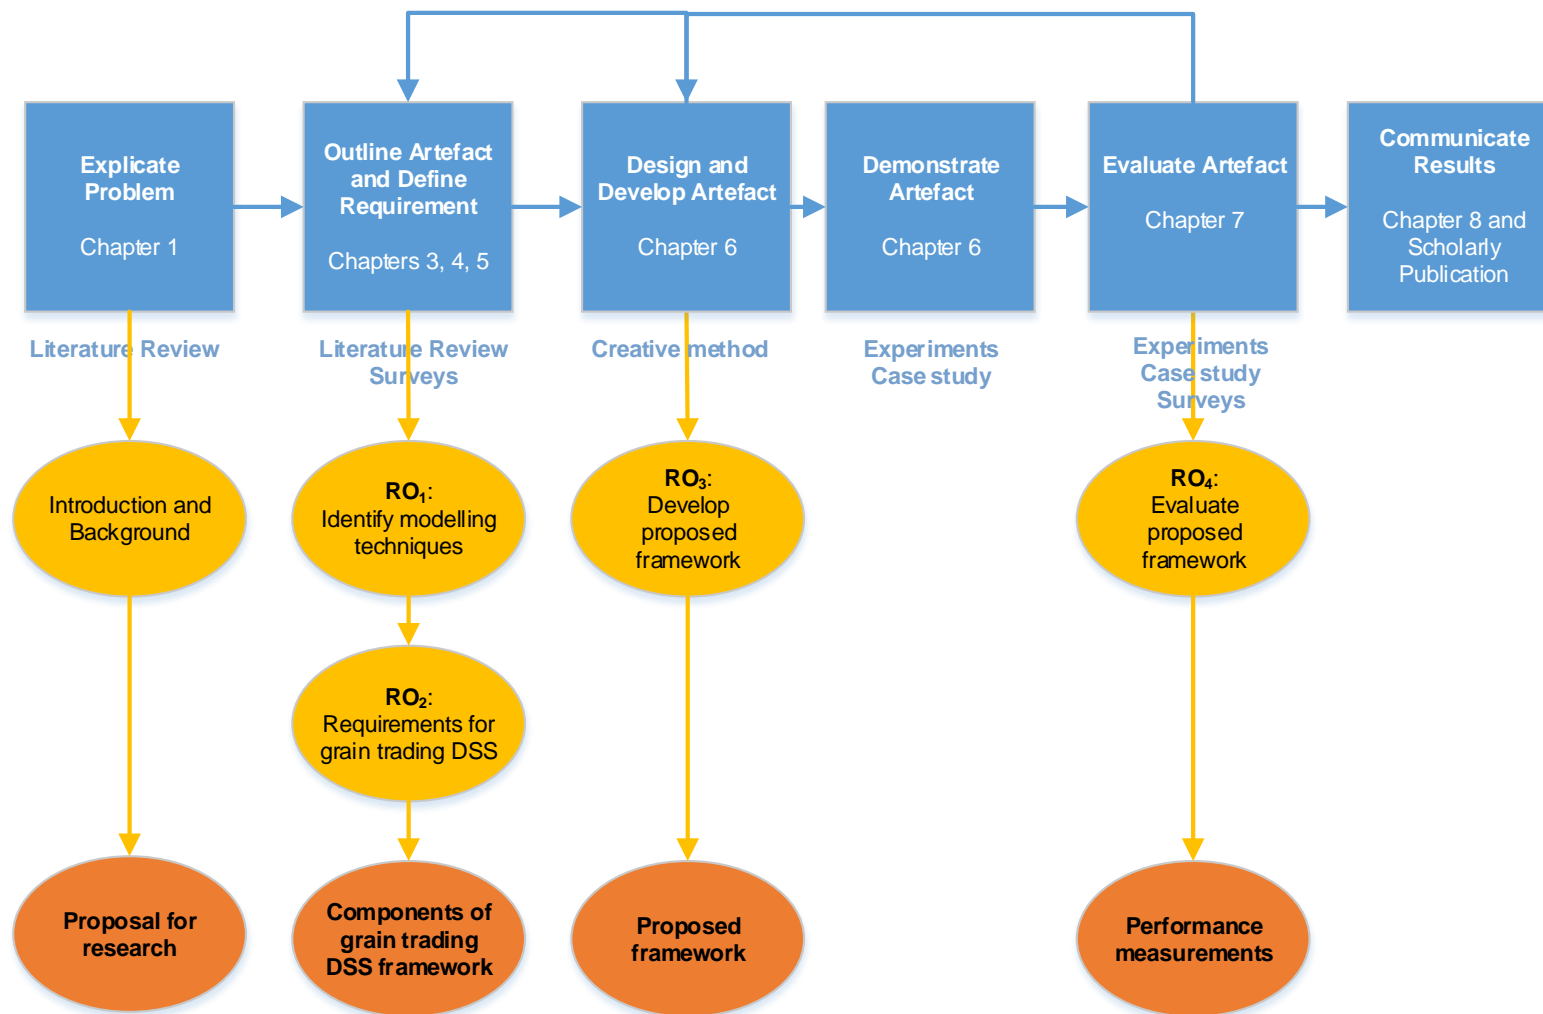 Explicate
Problem
Chapter 1
Outline Artefact
and Define
Requirement
Chapters 3, 4, 5
Design and
Develop Artefact
Chapter 6
Demonstrate
Artefact
Chapter 6
Evaluate Artefact
Chapter 7
Communicate
Results
Chapter 8 and
Scholarly
Publication
Literature Review
Literature Review
Surveys
Creative method
Experiments
Case study
Experiments
Case study
Surveys
Introduction and
Background
RO₁:
Identify modelling
techniques
RO₃:
Develop
proposed
framework
RO₄:
Evaluate
proposed
framework
RO₂:
Requirements for
grain trading DSS
Proposal for
research
Components of
grain trading
DSS framework
Proposed
framework
Performance
measurements